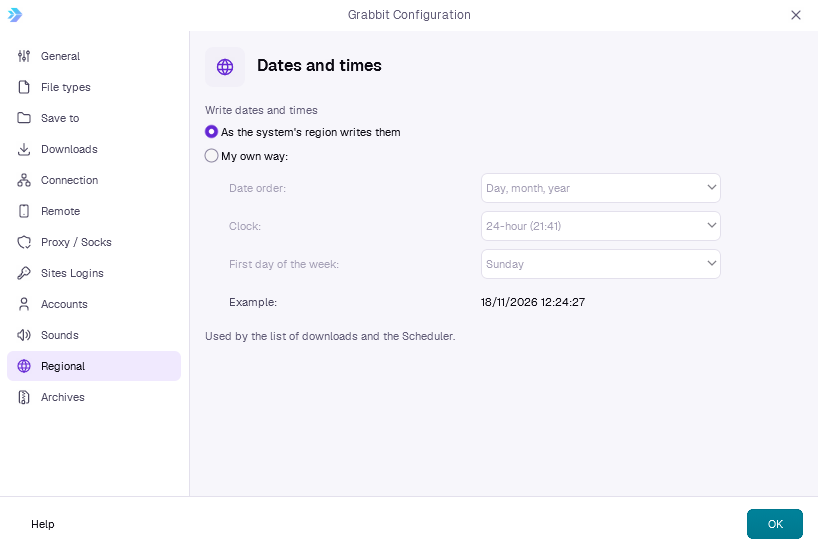 Grabbit Configuration
General
File types
Save to
Downloads
Connection
Remote
Proxy / Socks
Sites Logins
Accounts
Sounds
Regional
Archives
Dates and times
Write dates and times
As the system's region writes them
My own way:
Date order: Day, month, year
Clock: 24-hour (21:41)
First day of the week: Sunday
Example: 18/11/2026 12:24:27
Used by the list of downloads and the Scheduler.
Help
OK